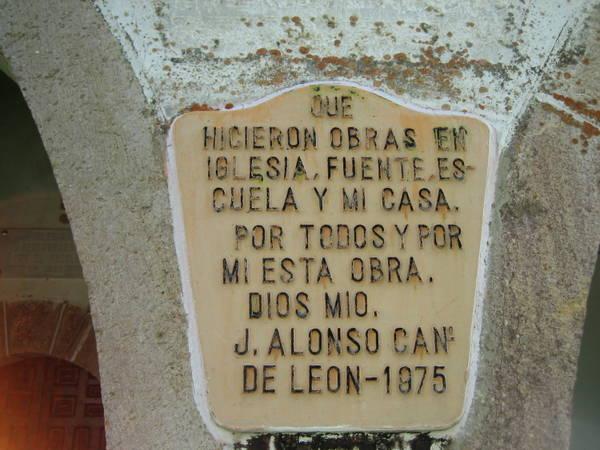 QUE
HICIERON OBRAS EN
IGLESIA, FUENTE, ES-
CUELA Y MI CASA.
POR TODOS Y POR
MI ESTA OBRA.
DIOS MIO.
J. ALONSO CANº
DE LEON-1975